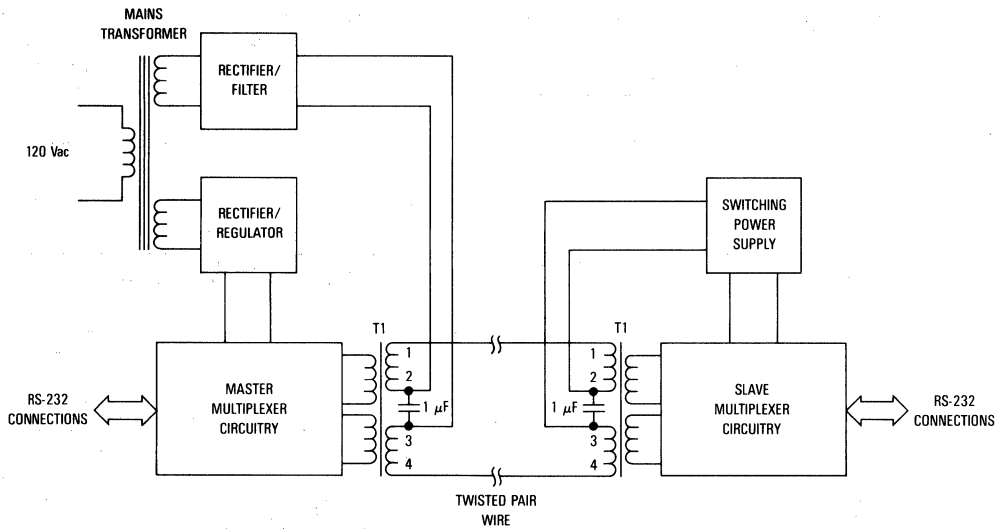 MAINS
TRANSFORMER
RECTIFIER/
FILTER
120 Vac
RECTIFIER/
REGULATOR
SWITCHING
POWER
SUPPLY
T1
T1
1
2
1 μF
3
4
1
2
1 μF
3
4
RS-232
CONNECTIONS
MASTER
MULTIPLEXER
CIRCUITRY
SLAVE
MULTIPLEXER
CIRCUITRY
RS-232
CONNECTIONS
TWISTED PAIR
WIRE